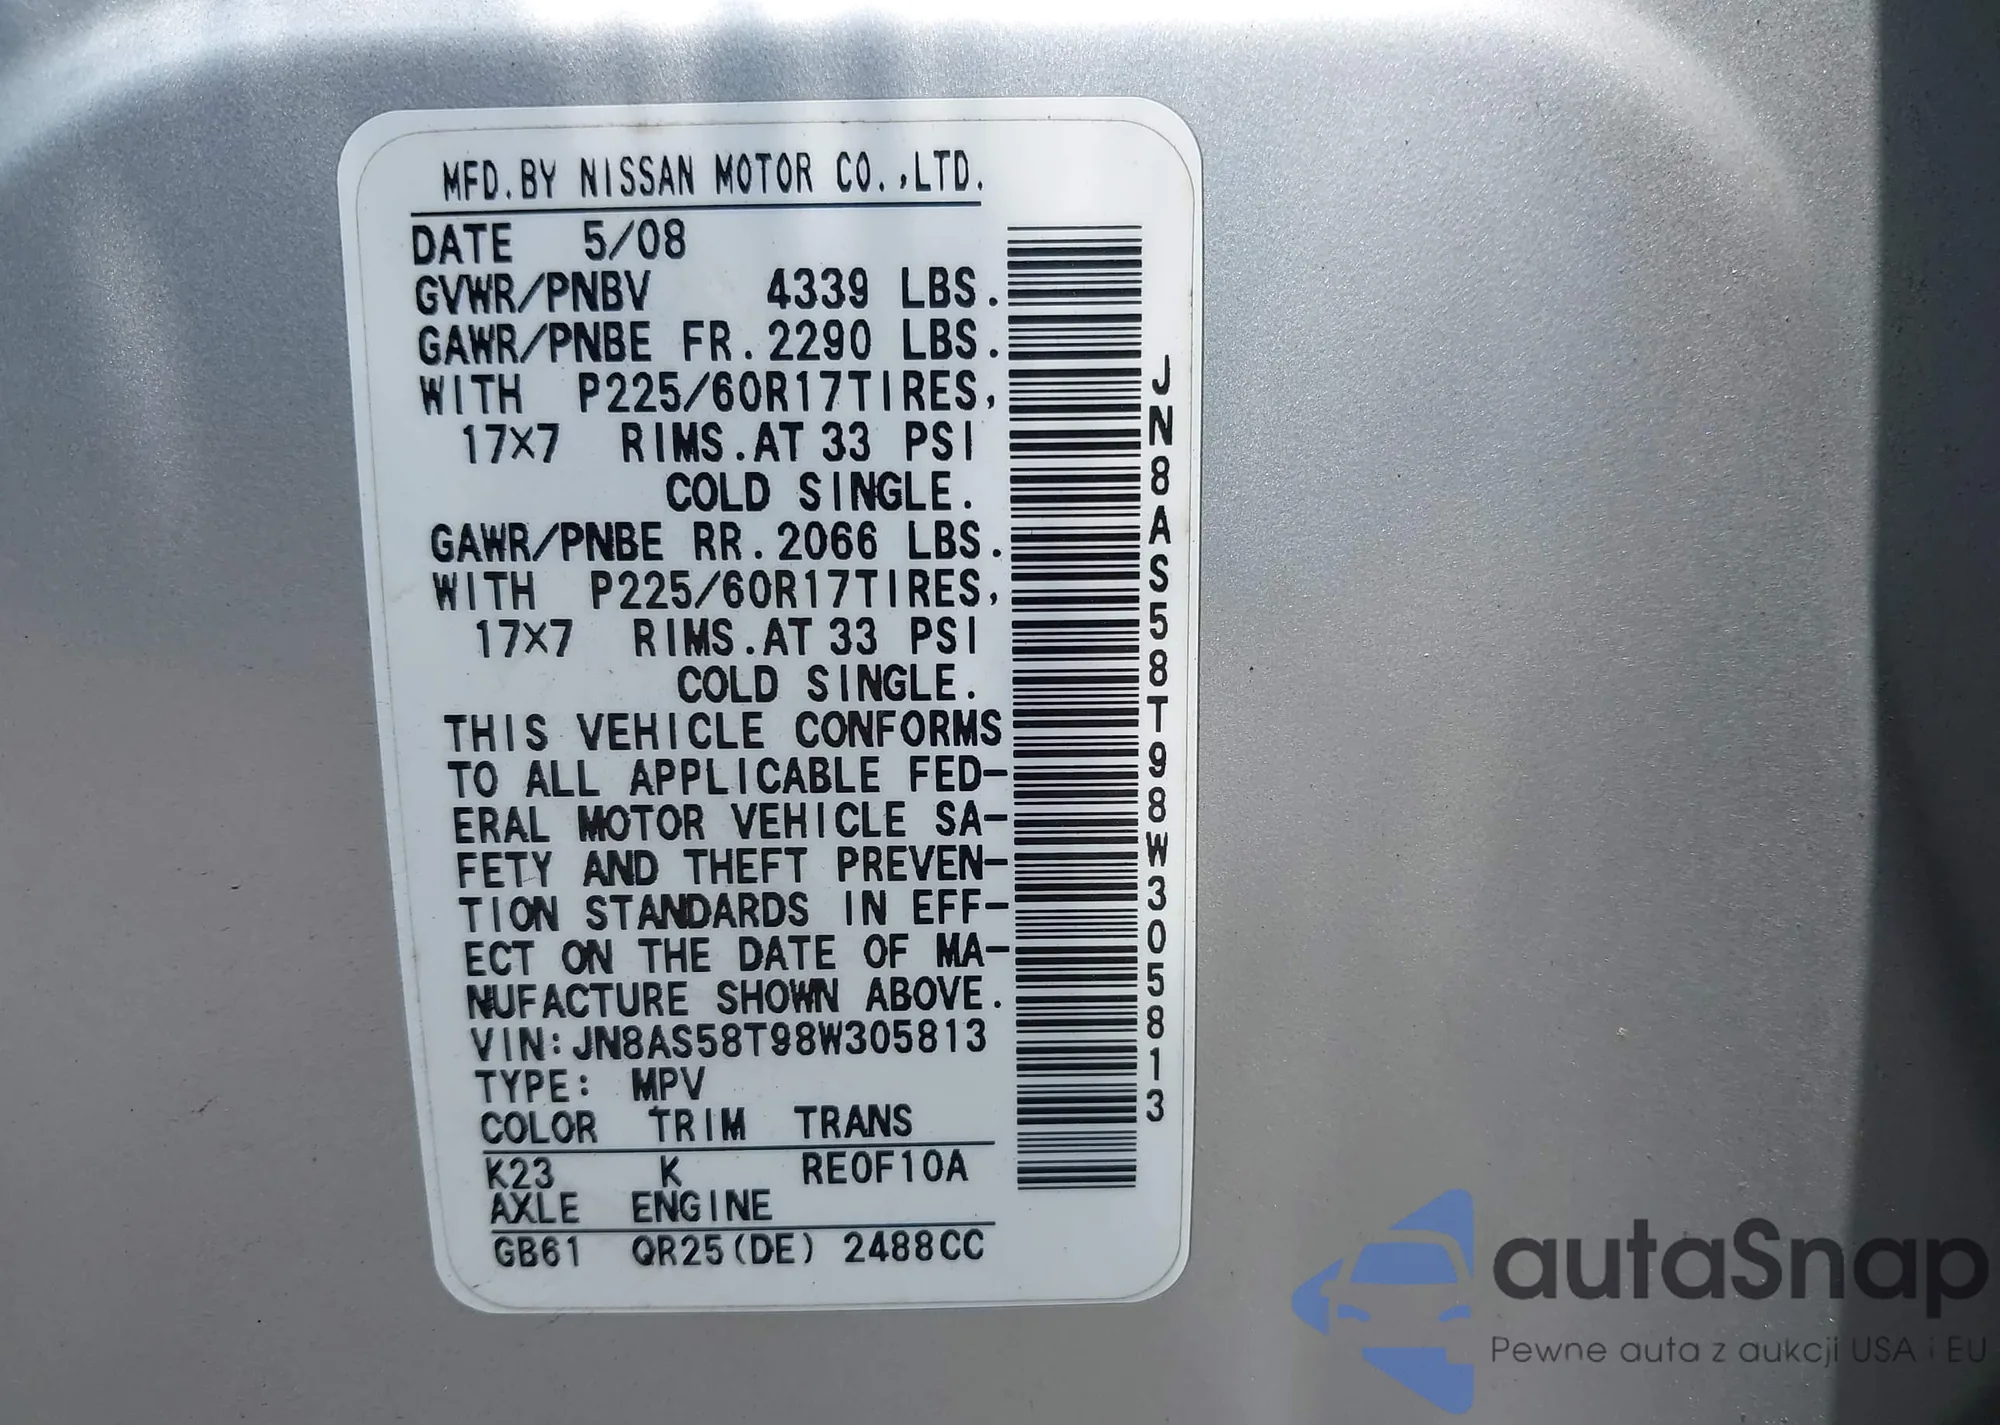 MFD.BY NISSAN MOTOR CO.,LTD.
DATE 5/08
GVWR/PNBV 4339 LBS.
GAWR/PNBE FR.2290 LBS.
WITH P225/60R17TIRES,
17×7 RIMS.AT 33 PSI
COLD SINGLE.
GAWR/PNBE RR.2066 LBS.
WITH P225/60R17TIRES,
17×7 RIMS.AT 33 PSI
COLD SINGLE.
THIS VEHICLE CONFORMS
TO ALL APPLICABLE FED-
ERAL MOTOR VEHICLE SA-
FETY AND THEFT PREVEN-
TION STANDARDS IN EFF-
ECT ON THE DATE OF MA-
NUFACTURE SHOWN ABOVE.
VIN:JN8AS58T98W305813
TYPE: MPV
COLOR TRIM TRANS
K23 K RE0F10A
AXLE ENGINE
GB61 QR25(DE) 2488CC
JN8AS58T98W305813
autaSnap
Pewne auta z aukcji USA i EU